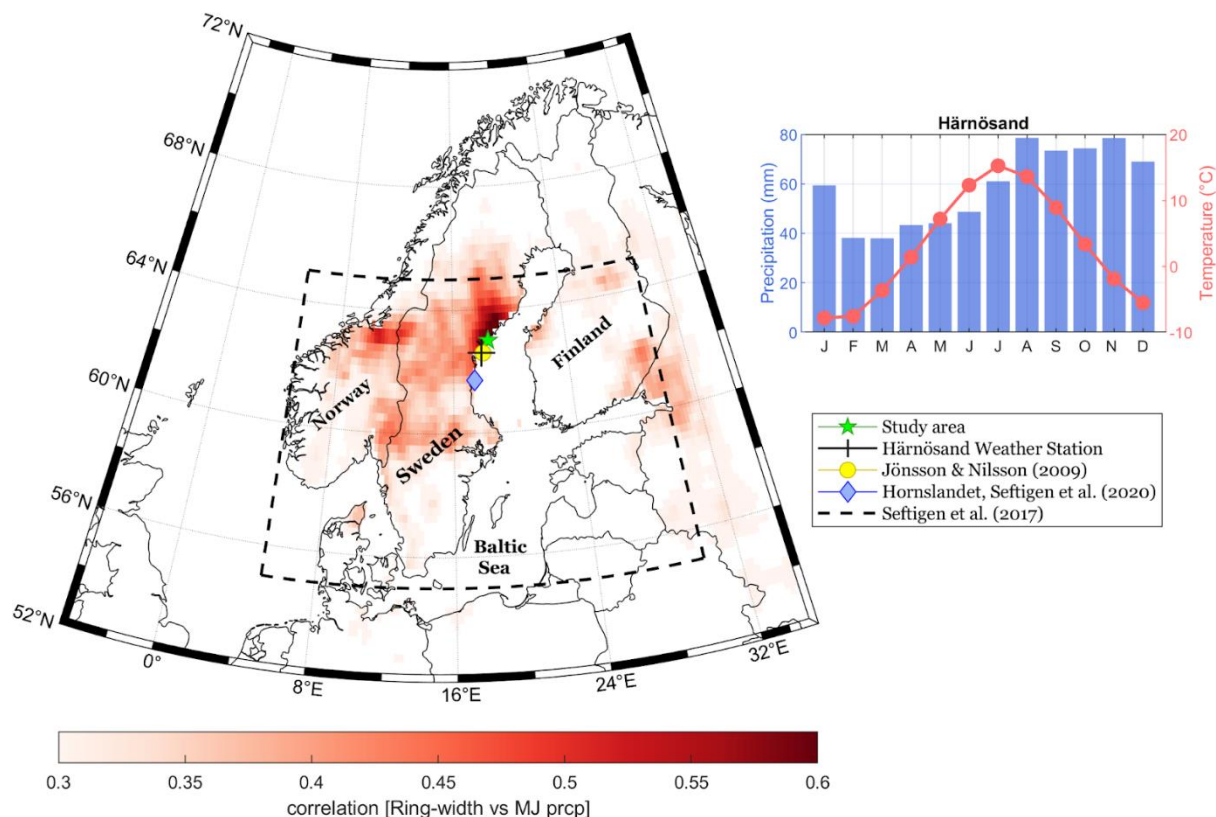 72°N
68°N
64°N
60°N
56°N
52°N
0°
8°E
16°E
24°E
32°E
Norway
Sweden
Finland
Baltic
Sea
0.3 0.35 0.4 0.45 0.5 0.55 0.6
correlation [Ring-width vs MJ prcp]
Härnösand
Precipitation (mm)
80
60
40
20
0
Temperature (°C)
20
10
0
-10
J F M A M J J A S O N D
Study area
Härnösand Weather Station
Jönsson & Nilsson (2009)
Hornslandet, Seftigen et al. (2020)
Seftigen et al. (2017)